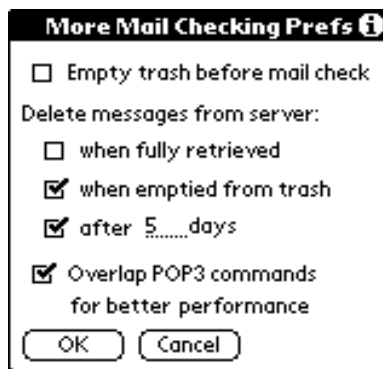 More Mail Checking Prefs i
Empty trash before mail check
Delete messages from server:
when fully retrieved
when emptied from trash
after 5 days
Overlap POP3 commands
for better performance
OK Cancel